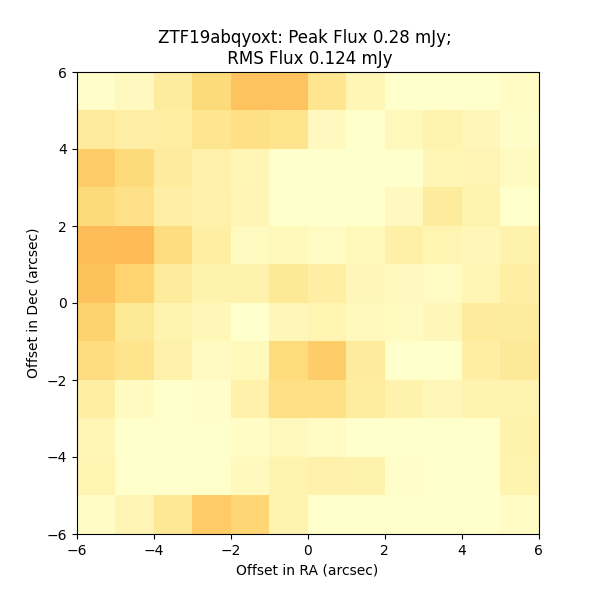 ZTF19abqyoxt: Peak Flux 0.28 mJy;
RMS Flux 0.124 mJy
6
4
2
0
−2
−4
−6
Offset in Dec (arcsec)
−6 −4 −2 0 2 4 6
Offset in RA (arcsec)